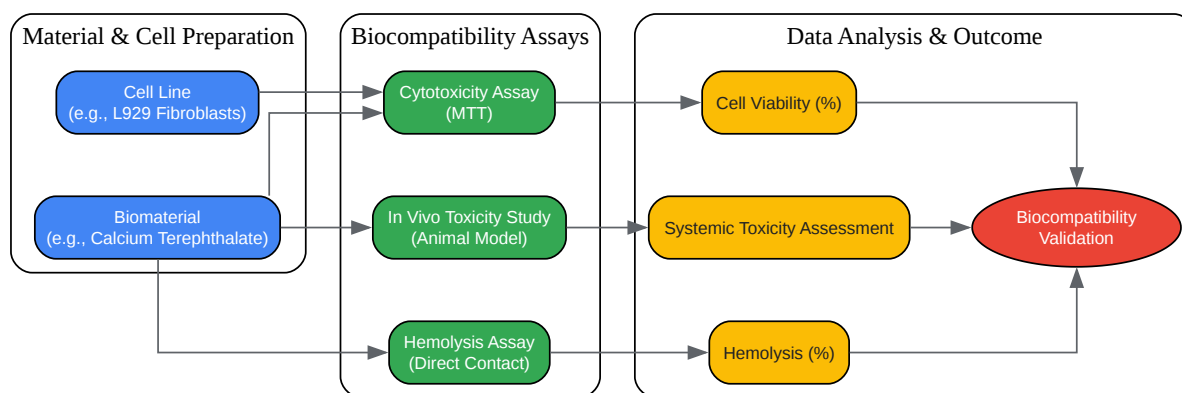 Material & Cell Preparation
Cell Line
(e.g., L929 Fibroblasts)
Biomaterial
(e.g., Calcium Terephthalate)
Biocompatibility Assays
Cytotoxicity Assay
(MTT)
In Vivo Toxicity Study
(Animal Model)
Hemolysis Assay
(Direct Contact)
Data Analysis & Outcome
Cell Viability (%)
Systemic Toxicity Assessment
Hemolysis (%)
Biocompatibility
Validation